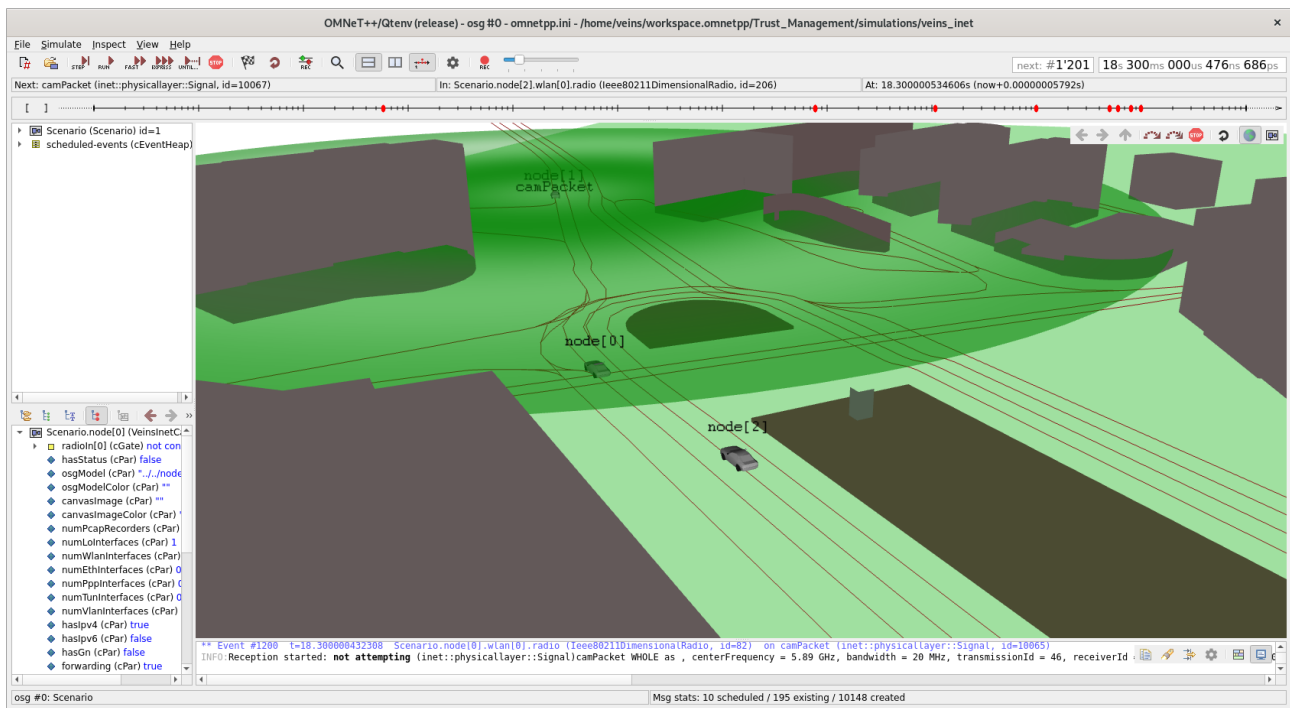 OMNeT++/Qtenv (release) - osg #0 - omnetpp.ini - /home/veins/workspace.omnetpp/Trust_Management/simulations/veins_inet
File Simulate Inspect View Help
STEP RUN FAST EXPRESS UNTIL... STOP REC REC
next: #1'201 18s 300ms 000us 476ns 686ps
Next: camPacket (inet::physicallayer::Signal, id=10067) In: Scenario.node[2].wlan[0].radio (Ieee80211DimensionalRadio, id=206) At: 18.300000534606s (now+0.00000005792s)
[ ]
Scenario (Scenario) id=1
scheduled-events (cEventHeap)
STOP
node[1]
camPacket
node[0]
node[2]
Scenario.node[0] (VeinsInetC
radioIn[0] (cGate) not con
hasStatus (cPar) false
osgModel (cPar) "../../node
osgModelColor (cPar) ""
canvasImage (cPar) ""
canvasImageColor (cPar) "
numPcapRecorders (cPar)
numLoInterfaces (cPar) 1
numWlanInterfaces (cPar)
numEthInterfaces (cPar) 0
numPppInterfaces (cPar) 0
numTunInterfaces (cPar) 0
numVlanInterfaces (cPar)
hasIpv4 (cPar) true
hasIpv6 (cPar) false
hasGn (cPar) false
forwarding (cPar) true
** Event #1200 t=18.300000432308 Scenario.node[0].wlan[0].radio (Ieee80211DimensionalRadio, id=82) on camPacket (inet::physicallayer::Signal, id=10065)
INFO:Reception started: not attempting (inet::physicallayer::Signal)camPacket WHOLE as , centerFrequency = 5.89 GHz, bandwidth = 20 MHz, transmissionId = 46, receiverId
osg #0: Scenario Msg stats: 10 scheduled / 195 existing / 10148 created